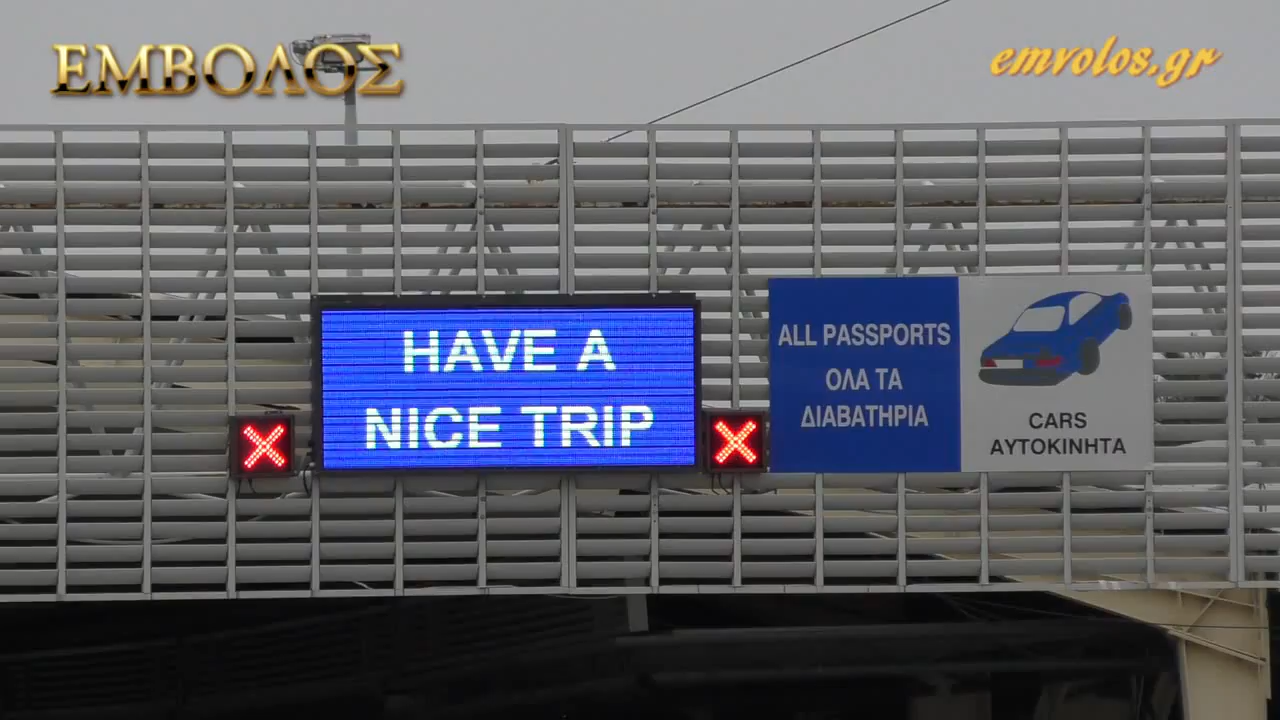 ΕΜΒΟΛΟΣ
emvolos.gr
HAVE A
NICE TRIP
ALL PASSPORTS
ΟΛΑ ΤΑ
ΔΙΑΒΑΤΗΡΙΑ
CARS
ΑΥΤΟΚΙΝΗΤΑ